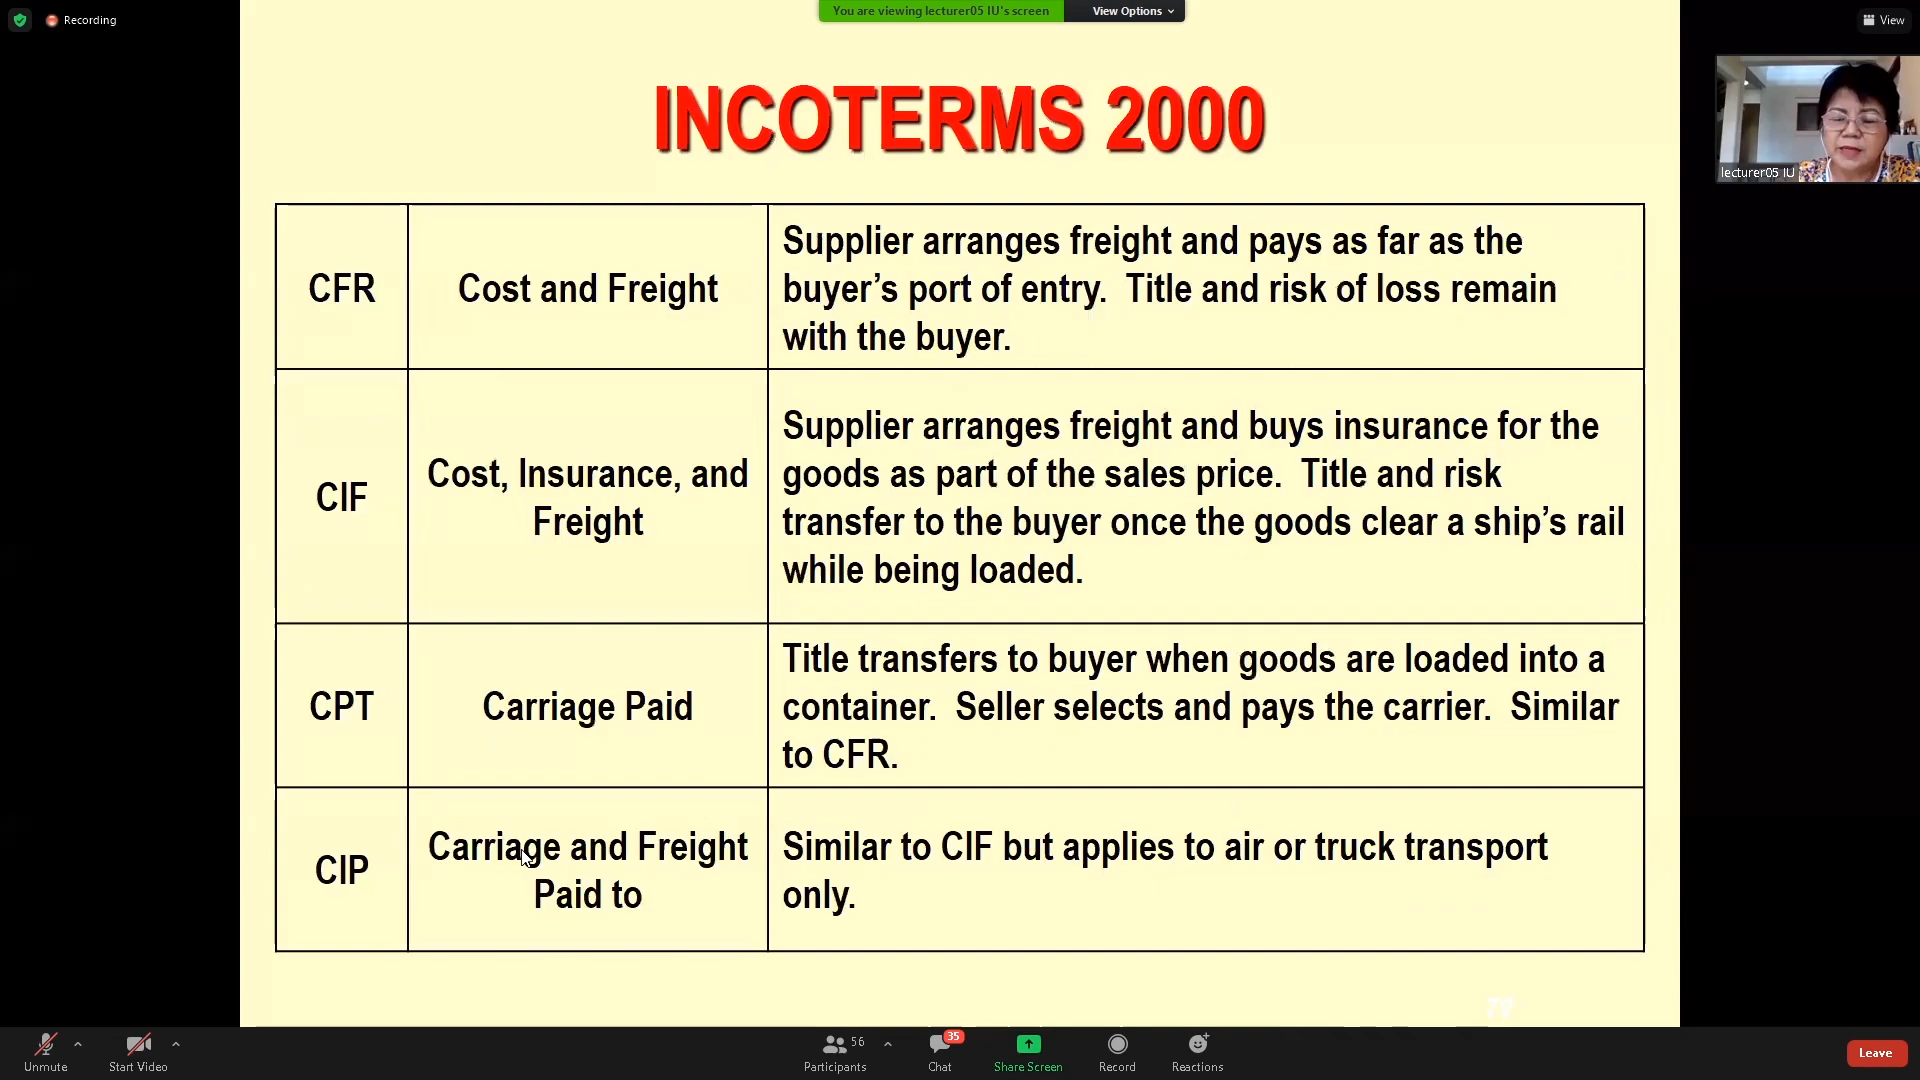 Recording
You are viewing lecturer05 IU's screen
View Options
View
lecturer05 IU
INCOTERMS 2000
CFR
Cost and Freight
Supplier arranges freight and pays as far as the
buyer’s port of entry. Title and risk of loss remain
with the buyer.
CIF
Cost, Insurance, and
Freight
Supplier arranges freight and buys insurance for the
goods as part of the sales price. Title and risk
transfer to the buyer once the goods clear a ship’s rail
while being loaded.
CPT
Carriage Paid
Title transfers to buyer when goods are loaded into a
container. Seller selects and pays the carrier. Similar
to CFR.
CIP
Carriage and Freight
Paid to
Similar to CIF but applies to air or truck transport
only.
Unmute
Start Video
56
Participants
35
Chat
Share Screen
Record
Reactions
Leave